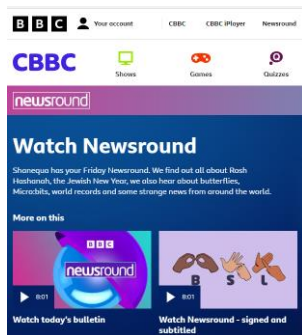 BBC Your account CBBC CBBC iPlayer Newsround
CBBC Shows Games Quizzes
newsround
Watch Newsround
Shanequa has your Friday Newsround. We find out all about Rosh
Hashanah, the Jewish New Year, we also hear about butterflies,
Microbits, world records and some strange news from around the world.
More on this
BBC
newsround
B S L
8:01
8:01
Watch today's bulletin
Watch Newsround - signed and
subtitled